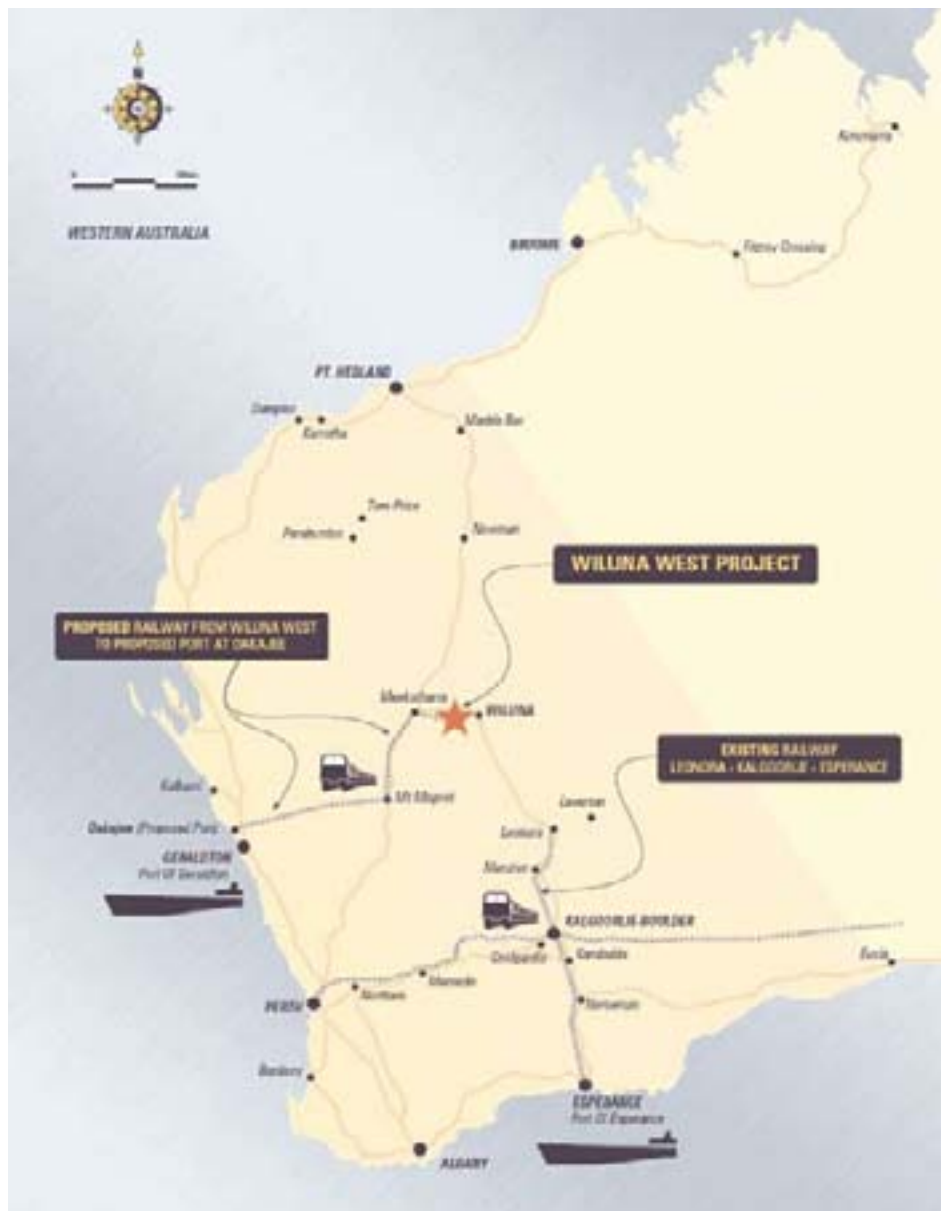 N
0
WESTERN AUSTRALIA
Kununurra
BROOME
Fitzroy Crossing
PT. HEDLAND
Dampier
Karratha
Marble Bar
Tom Price
Paraburdoo
Newman
WILUNA WEST PROJECT
PROPOSED RAILWAY FROM WILUNA WEST
TO PROPOSED PORT AT OAKAJEE
Meekatharra
WILUNA
EXISTING RAILWAY
LEONORA - KALGOORLIE - ESPERANCE
Kalbarri
Mt Magnet
Laverton
Oakajee (Proposed Port)
Leonora
GERALDTON
Port Of Geraldton
Menzies
KALGOORLIE-BOULDER
Coolgardie
Kambalda
Eucla
Merredin
Northam
PERTH
Norseman
Bunbury
ESPERANCE
Port Of Esperance
ALBANY